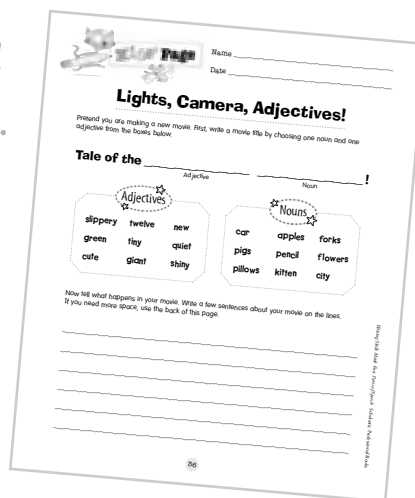 Name
Date
Lights, Camera, Adjectives!
Pretend you are making a new movie. First, write a movie title by choosing one noun and one
adjective from the boxes below.
Tale of the !
Adjective Noun
Adjectives
slippery twelve new
green tiny quiet
cute giant shiny
Nouns
car apples forks
pigs pencil flowers
pillows kitten city
Now tell what happens in your movie. Write a few sentences about your movie on the lines.
If you need more space, use the back of this page.
36